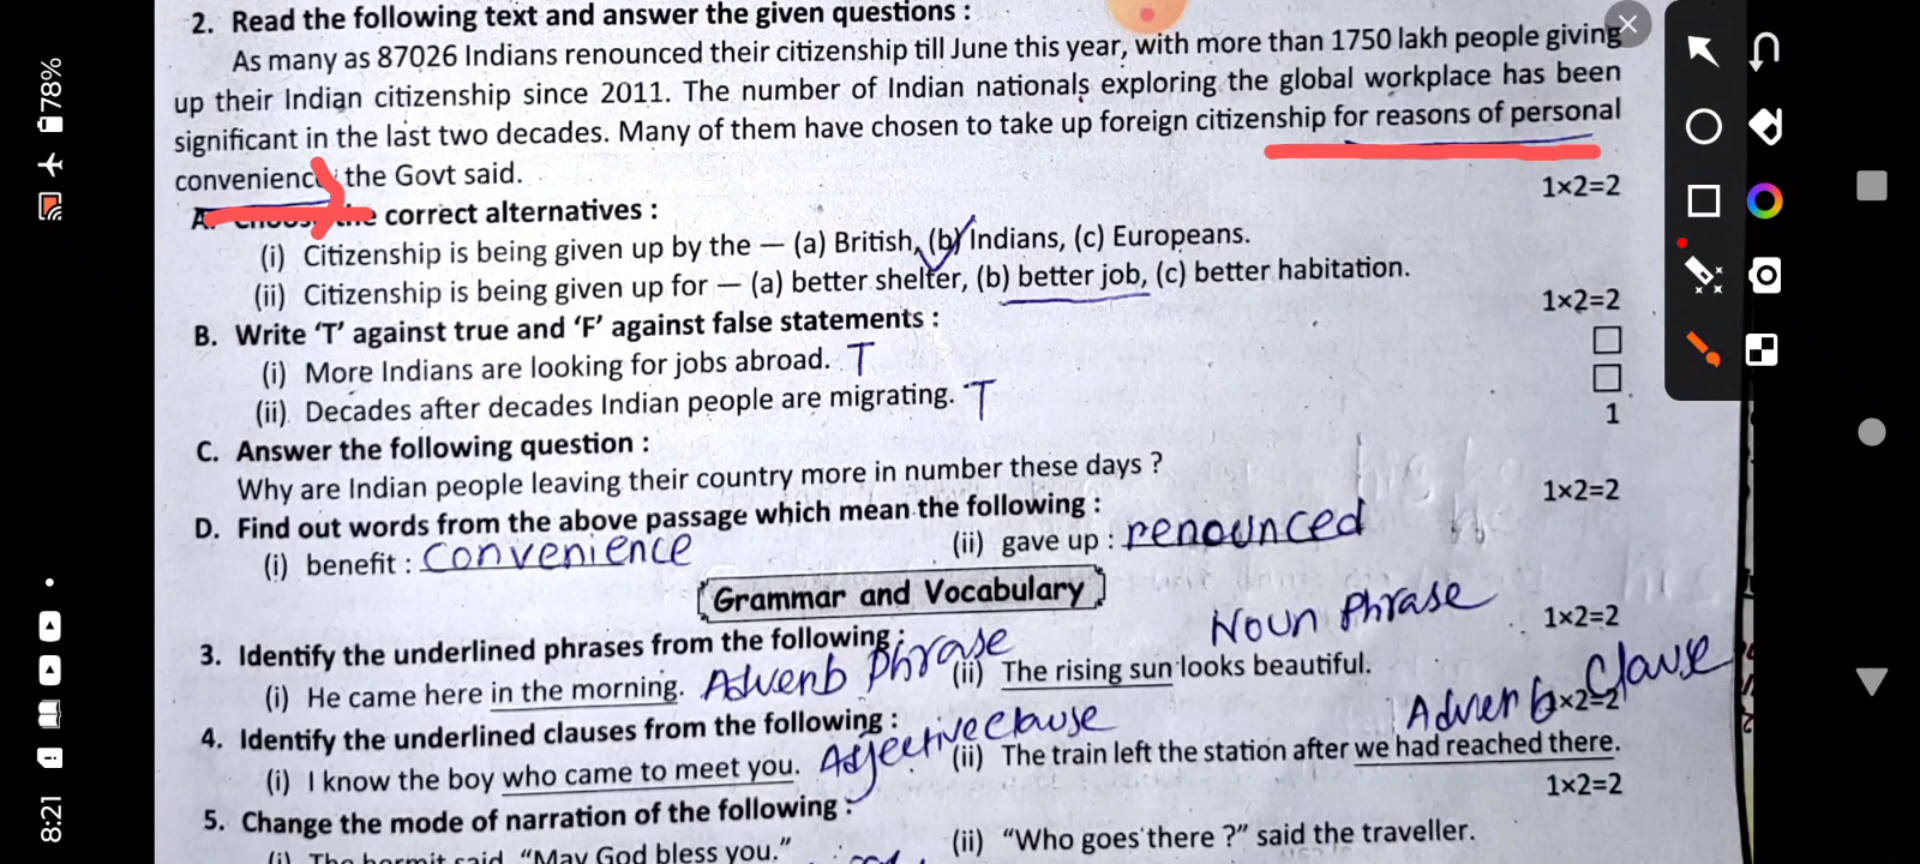 2. Read the following text and answer the given questions :
As many as 87026 Indians renounced their citizenship till June this year, with more than 1750 lakh people giving
up their Indian citizenship since 2011. The number of Indian nationals exploring the global workplace has been
significant in the last two decades. Many of them have chosen to take up foreign citizenship for reasons of personal
convenience the Govt said.
A. Choose the correct alternatives : 1×2=2
(i) Citizenship is being given up by the — (a) British, (b) Indians, (c) Europeans.
(ii) Citizenship is being given up for — (a) better shelter, (b) better job, (c) better habitation.
B. Write ‘T’ against true and ‘F’ against false statements : 1×2=2
(i) More Indians are looking for jobs abroad. T
(ii) Decades after decades Indian people are migrating. T
C. Answer the following question : 1
Why are Indian people leaving their country more in number these days ?
D. Find out words from the above passage which mean the following : 1×2=2
(i) benefit : convenience (ii) gave up : renounced
Grammar and Vocabulary
3. Identify the underlined phrases from the following : 1×2=2
Noun Phrase
(i) He came here in the morning. Adverb Phrase (ii) The rising sun looks beautiful.
4. Identify the underlined clauses from the following : ×2=2
Adverb Clause
(i) I know the boy who came to meet you. Adjective clause (ii) The train left the station after we had reached there.
5. Change the mode of narration of the following : 1×2=2
(i) The hermit said, “May God bless you.” (ii) “Who goes there ?” said the traveller.
78%
8:21